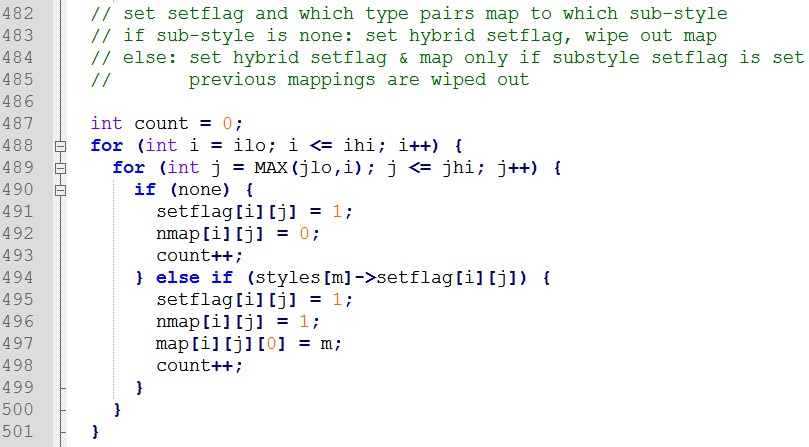 482 // set setflag and which type pairs map to which sub-style
483 // if sub-style is none: set hybrid setflag, wipe out map
484 // else: set hybrid setflag & map only if substyle setflag is set
485 //       previous mappings are wiped out
486
487 int count = 0;
488 for (int i = ilo; i <= ihi; i++) {
489   for (int j = MAX(jlo,i); j <= jhi; j++) {
490     if (none) {
491       setflag[i][j] = 1;
492       nmap[i][j] = 0;
493       count++;
494     } else if (styles[m]->setflag[i][j]) {
495       setflag[i][j] = 1;
496       nmap[i][j] = 1;
497       map[i][j][0] = m;
498       count++;
499     }
500   }
501 }